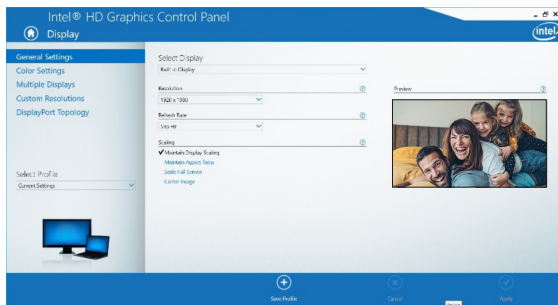 Intel® HD Graphics Control Panel
Display
intel
General Settings
Color Settings
Multiple Displays
Custom Resolutions
DisplayPort Topology
Select Profile
Current Settings
Select Display
Built-in Display
Resolution
1920 x 1080
Refresh Rate
Scaling
Maintain Display Scaling
Maintain Aspect Ratio
Scale Full Screen
Center Image
Preview
Save Profile
Cancel
Apply